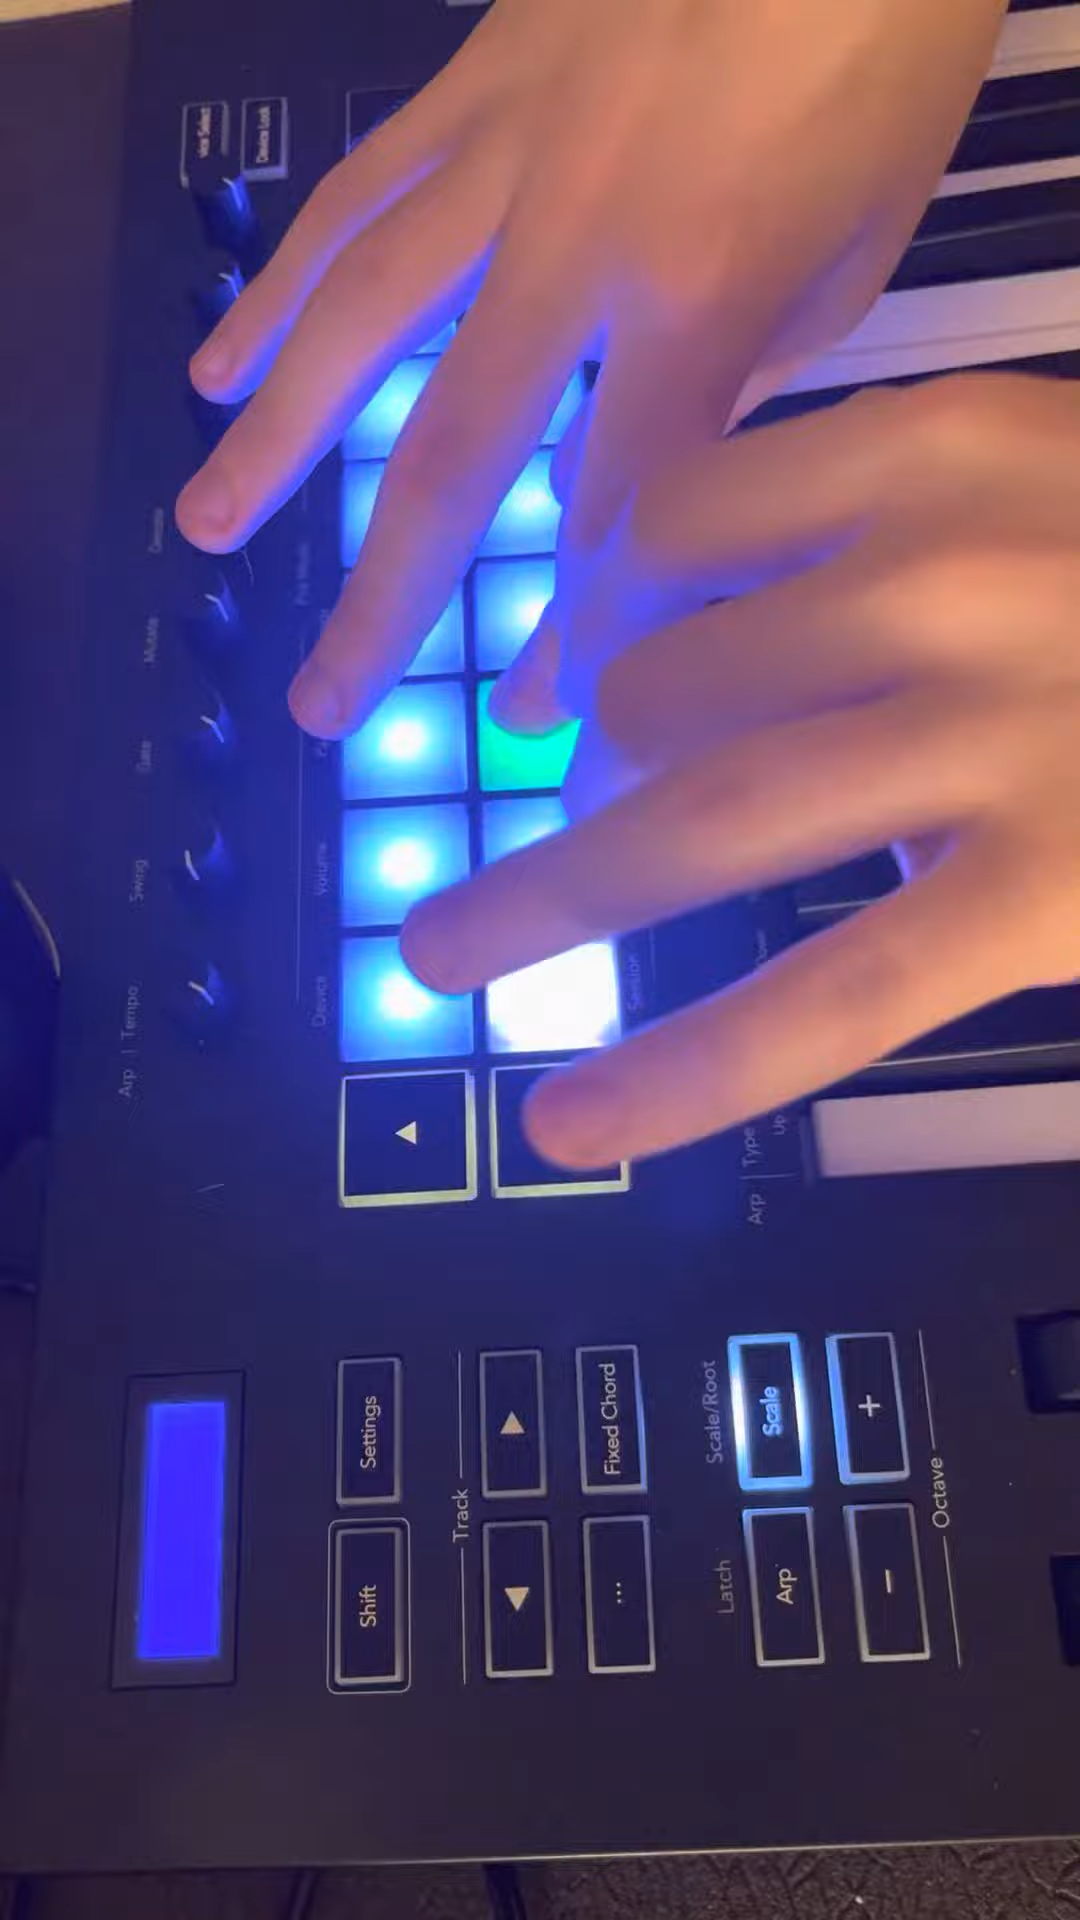 Device Lock
Mutate
Gate
Swing
Arp | Tempo
Volume
Device
Session
Arp | Type
Up
Settings
Shift
Track
Fixed Chord
...
Scale/Root
Scale
+
Latch
Arp
-
Octave